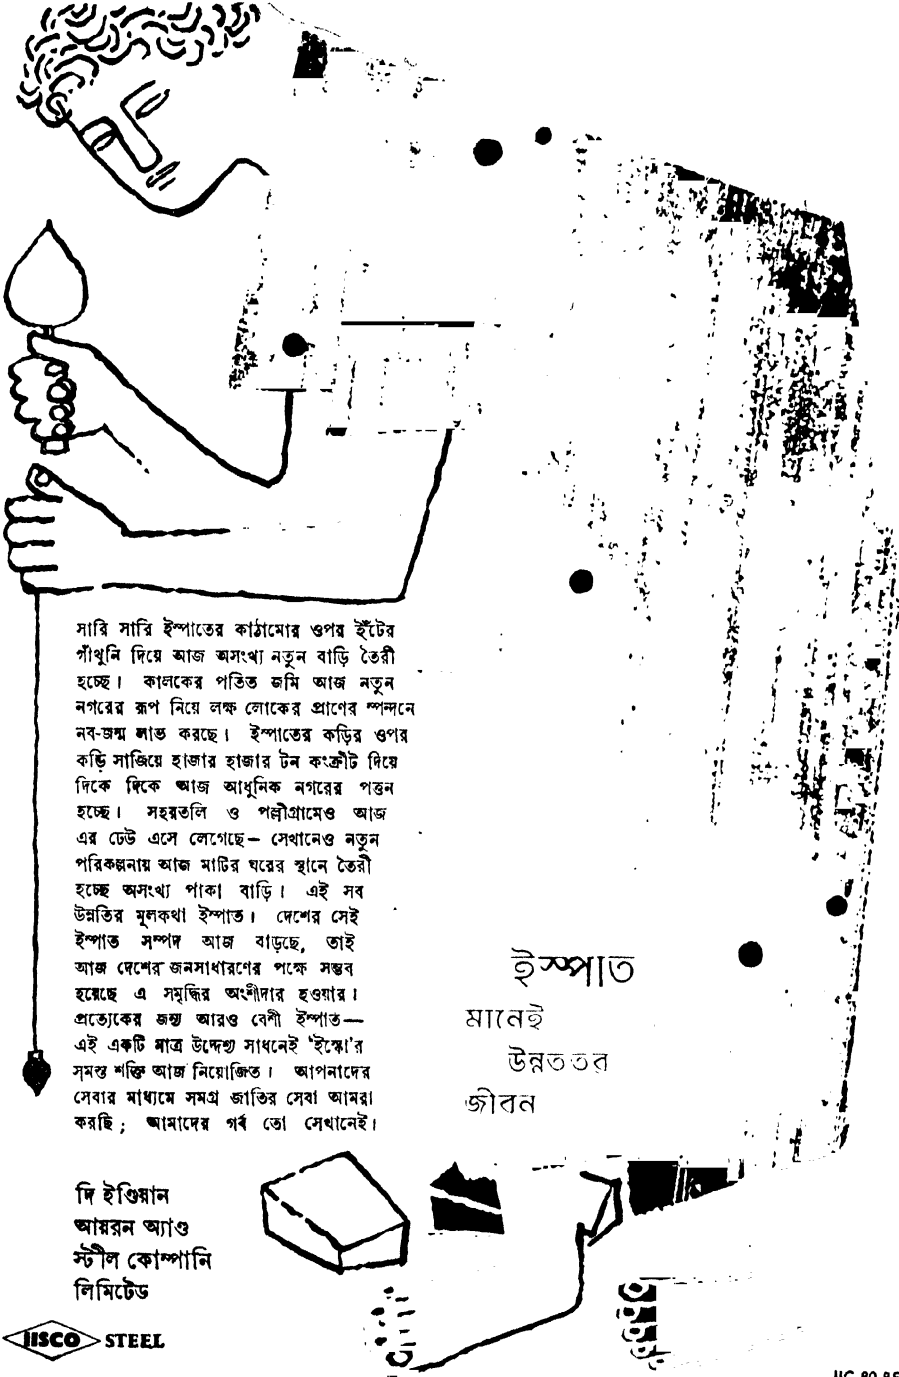 সারি সারি ইস্পাতের কাঠামোর ওপর ইঁটের
গাঁথুনি দিয়ে আজ অসংখ্য নতুন বাড়ি তৈরী
হচ্ছে। কালকের পতিত জমি আজ নতুন
নগরের রূপ নিয়ে লক্ষ লোকের প্রাণের স্পন্দনে
নব-জন্ম লাভ করছে। ইস্পাতের কড়ির ওপর
কড়ি সাজিয়ে হাজার হাজার টন কংক্রীট দিয়ে
দিকে দিকে আজ আধুনিক নগরের পত্তন
হচ্ছে। সহরতলি ও পল্লীগ্রামেও আজ
এর ঢেউ এসে লেগেছে— সেখানেও নতুন
পরিকল্পনায় আজ মাটির ঘরের স্থানে তৈরী
হচ্ছে অসংখ্য পাকা বাড়ি। এই সব
উন্নতির মূলকথা ইস্পাত। দেশের সেই
ইস্পাত সম্পদ আজ বাড়ছে, তাই
আজ দেশের জনসাধারণের পক্ষে সম্ভব
হয়েছে এ সমৃদ্ধির অংশীদার হওয়ার।
প্রত্যেকের জন্য আরও বেশী ইস্পাত—
এই একটি মাত্র উদ্দেশ্য সাধনেই 'ইস্কো'র
সমস্ত শক্তি আজ নিয়োজিত। আপনাদের
সেবার মাধ্যমে সমগ্র জাতির সেবা আমরা
করছি; আমাদের গর্ব তো সেখানেই।
ইস্পাত
মানেই
উন্নততর
জীবন
দি ইণ্ডিয়ান
আয়রন অ্যাণ্ড
স্টীল কোম্পানি
লিমিটেড
IISCO STEEL